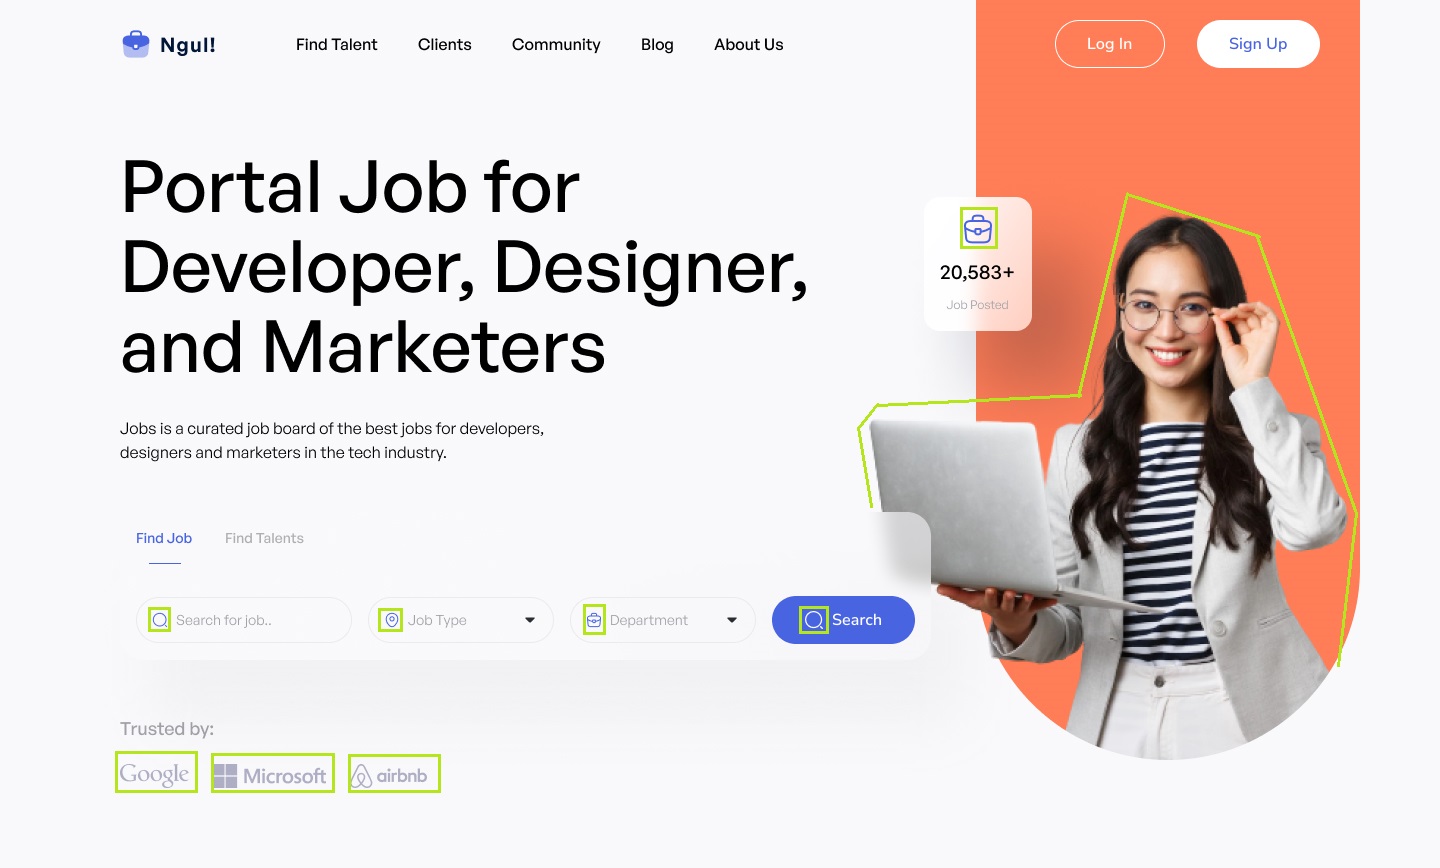 Ngul!
Find Talent
Clients
Community
Blog
About Us
Log In
Sign Up
Portal Job for
Developer, Designer,
and Marketers
20,583+
Job Posted
Jobs is a curated job board of the best jobs for developers,
designers and marketers in the tech industry.
Find Job
Find Talents
Search for job..
Job Type
Department
Search
Trusted by:
Google
Microsoft
airbnb